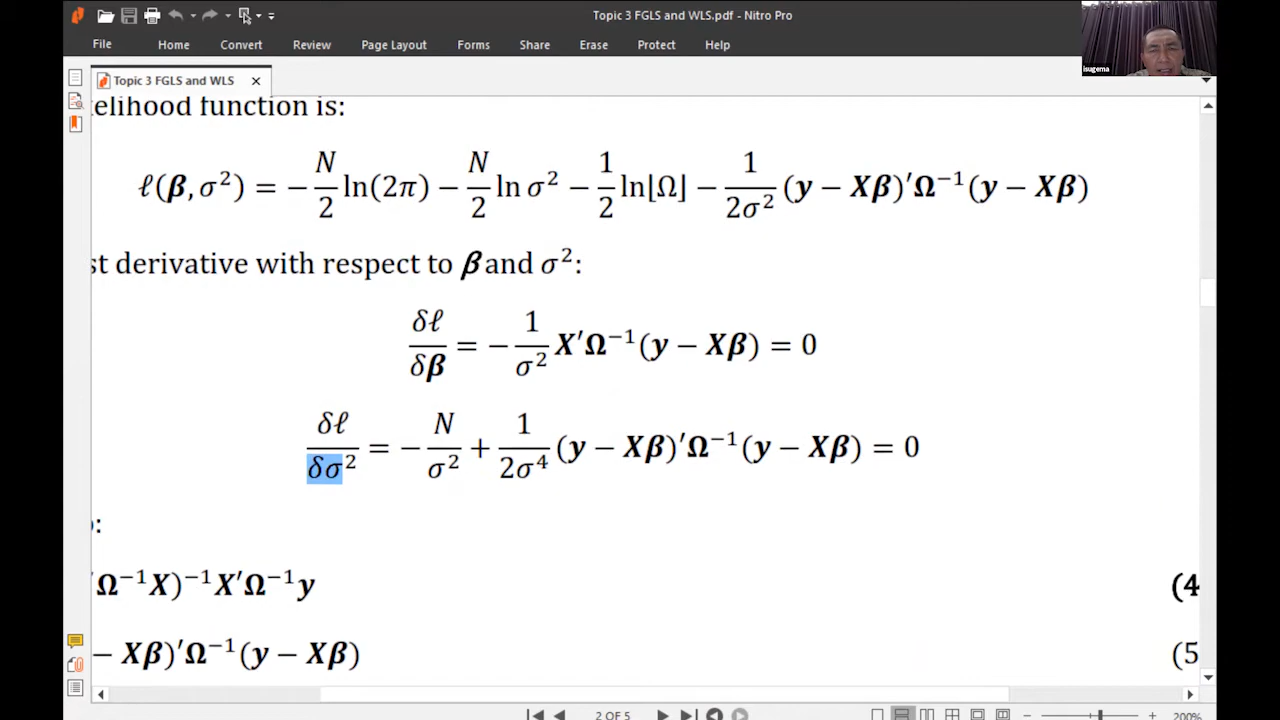 Topic 3 FGLS and WLS.pdf - Nitro Pro
File Home Convert Review Page Layout Forms Share Erase Protect Help
isugema
Topic 3 FGLS and WLS
elihood function is:
ℓ(β, σ²) = −N/2 ln(2π) − N/2 ln σ² − 1/2 ln⌊Ω⌋ − 1/2σ² (y − Xβ)′Ω⁻¹(y − Xβ)
st derivative with respect to β and σ²:
δℓ/δβ = − 1/σ² X′Ω⁻¹(y − Xβ) = 0
δℓ/δσ² = − N/σ² + 1/2σ⁴ (y − Xβ)′Ω⁻¹(y − Xβ) = 0
:
′Ω⁻¹X)⁻¹X′Ω⁻¹y (4
− Xβ)′Ω⁻¹(y − Xβ) (5
2 OF 5 200%